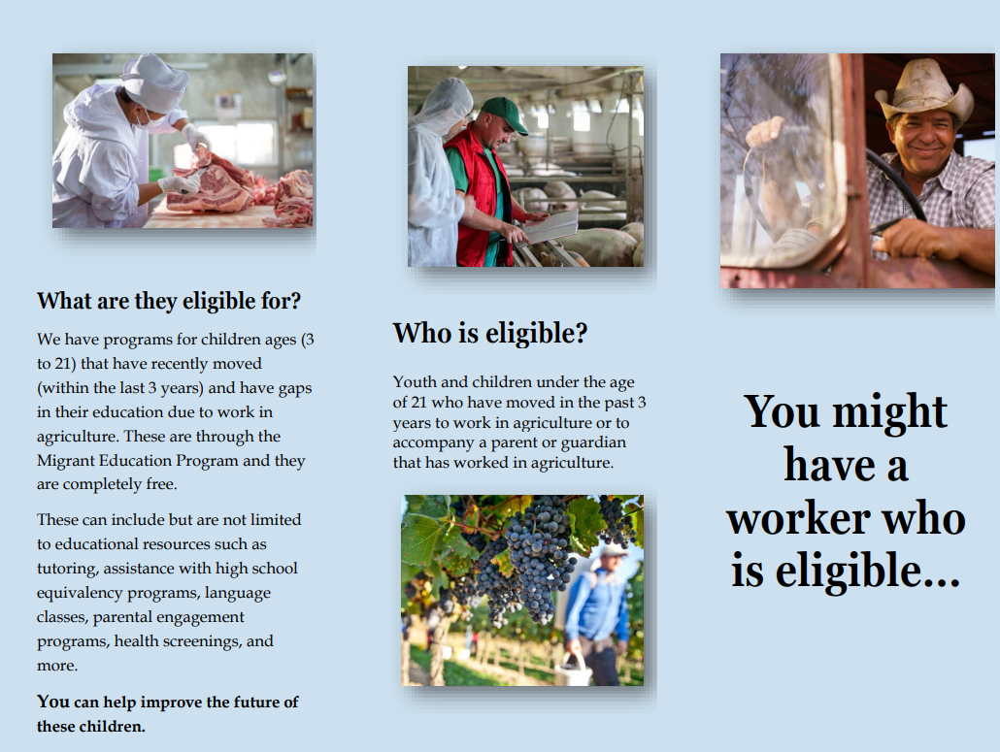 What are they eligible for?
We have programs for children ages (3
to 21) that have recently moved
(within the last 3 years) and have gaps
in their education due to work in
agriculture. These are through the
Migrant Education Program and they
are completely free.
These can include but are not limited
to educational resources such as
tutoring, assistance with high school
equivalency programs, language
classes, parental engagement
programs, health screenings, and
more.
You can help improve the future of
these children.
Who is eligible?
Youth and children under the age
of 21 who have moved in the past 3
years to work in agriculture or to
accompany a parent or guardian
that has worked in agriculture.
You might
have a
worker who
is eligible...